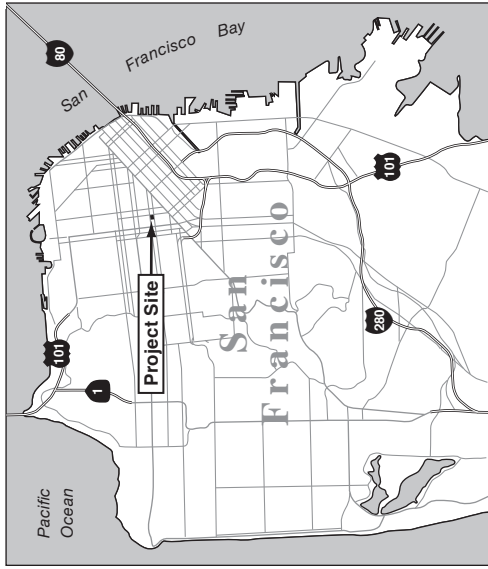 Pacific
Ocean
San
Francisco Bay
80
101
1
Project Site
San
Francisco
101
280